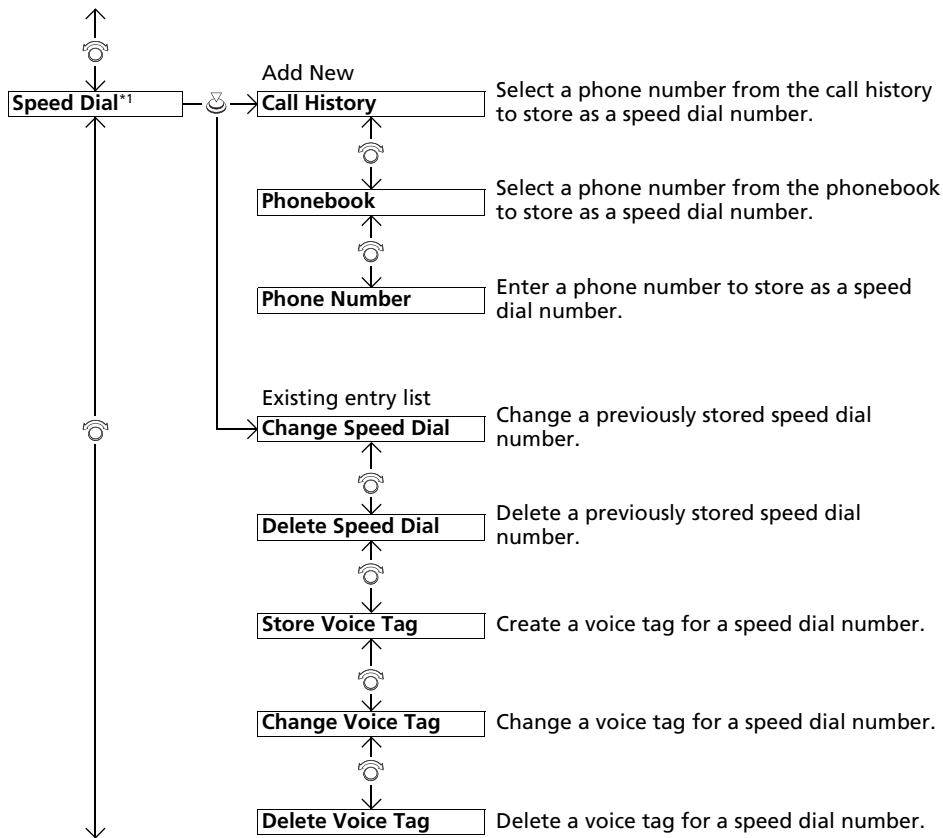 Add New
Speed Dial*1
Call History
Select a phone number from the call history
to store as a speed dial number.
Phonebook
Select a phone number from the phonebook
to store as a speed dial number.
Phone Number
Enter a phone number to store as a speed
dial number.
Existing entry list
Change Speed Dial
Change a previously stored speed dial
number.
Delete Speed Dial
Delete a previously stored speed dial
number.
Store Voice Tag
Create a voice tag for a speed dial number.
Change Voice Tag
Change a voice tag for a speed dial number.
Delete Voice Tag
Delete a voice tag for a speed dial number.